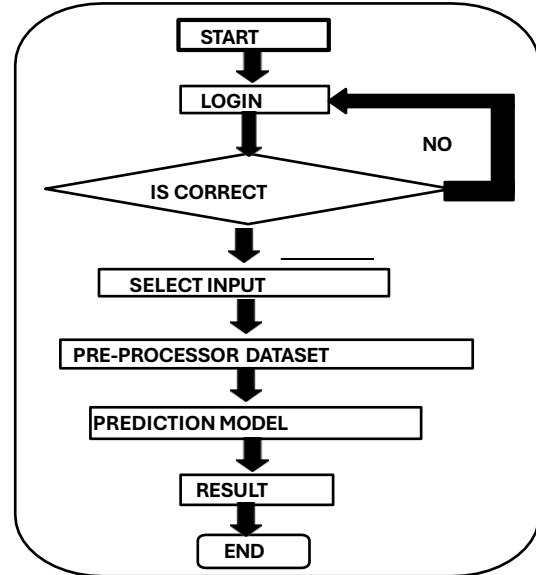 START
LOGIN
NO
IS CORRECT
SELECT INPUT
PRE-PROCESSOR DATASET
PREDICTION MODEL
RESULT
END